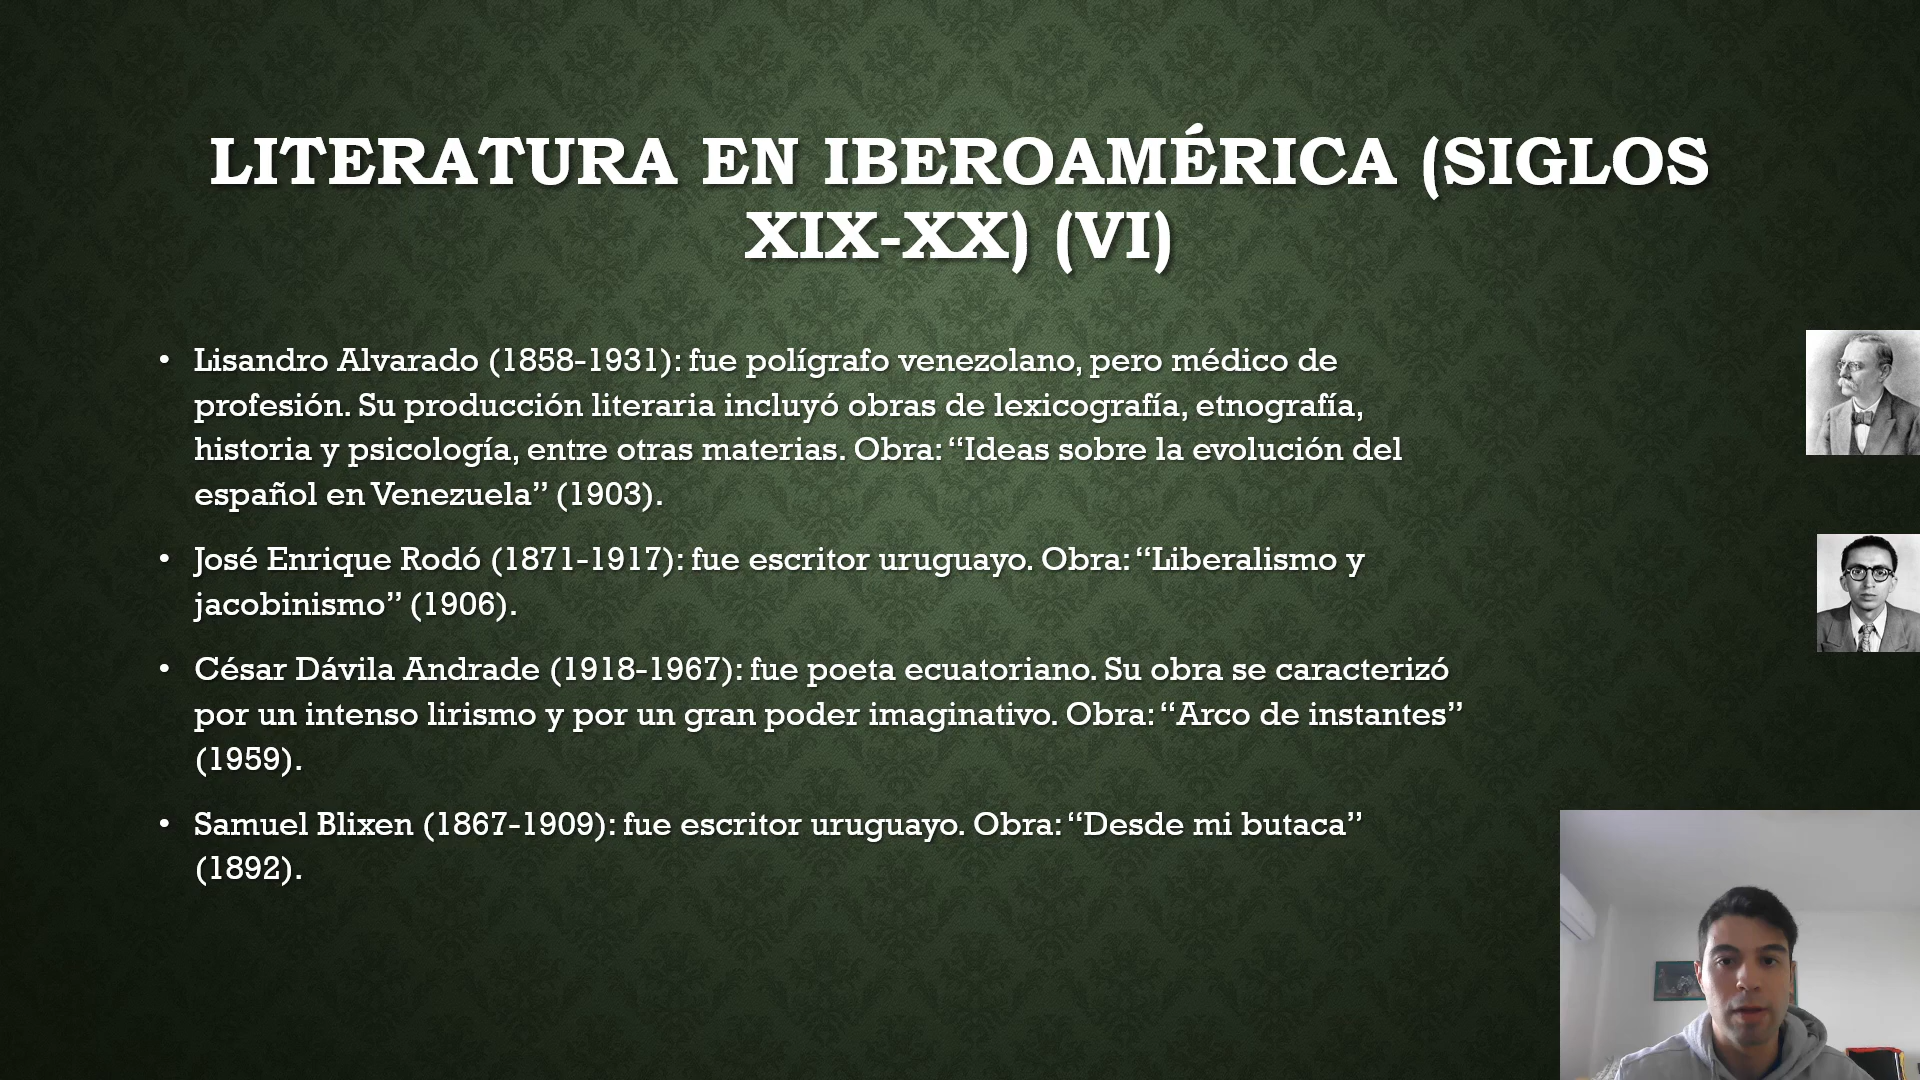 LITERATURA EN IBEROAMÉRICA (SIGLOS
XIX-XX) (VI)
• Lisandro Alvarado (1858-1931): fue polígrafo venezolano, pero médico de
profesión. Su producción literaria incluyó obras de lexicografía, etnografía,
historia y psicología, entre otras materias. Obra: “Ideas sobre la evolución del
español en Venezuela” (1903).
• José Enrique Rodó (1871-1917): fue escritor uruguayo. Obra: “Liberalismo y
jacobinismo” (1906).
• César Dávila Andrade (1918-1967): fue poeta ecuatoriano. Su obra se caracterizó
por un intenso lirismo y por un gran poder imaginativo. Obra: “Arco de instantes”
(1959).
• Samuel Blixen (1867-1909): fue escritor uruguayo. Obra: “Desde mi butaca”
(1892).